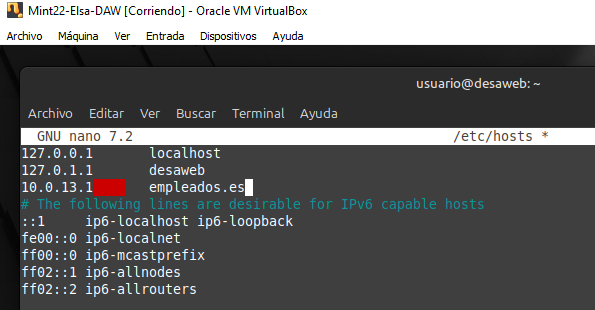 Mint22-Elsa-DAW [Corriendo] - Oracle VM VirtualBox
Archivo Máquina Ver Entrada Dispositivos Ayuda
usuario@desaweb: ~
Archivo Editar Ver Buscar Terminal Ayuda
GNU nano 7.2 /etc/hosts *
127.0.0.1 localhost
127.0.1.1 desaweb
10.0.13.1 empleados.es
# The following lines are desirable for IPv6 capable hosts
::1 ip6-localhost ip6-loopback
fe00::0 ip6-localnet
ff00::0 ip6-mcastprefix
ff02::1 ip6-allnodes
ff02::2 ip6-allrouters